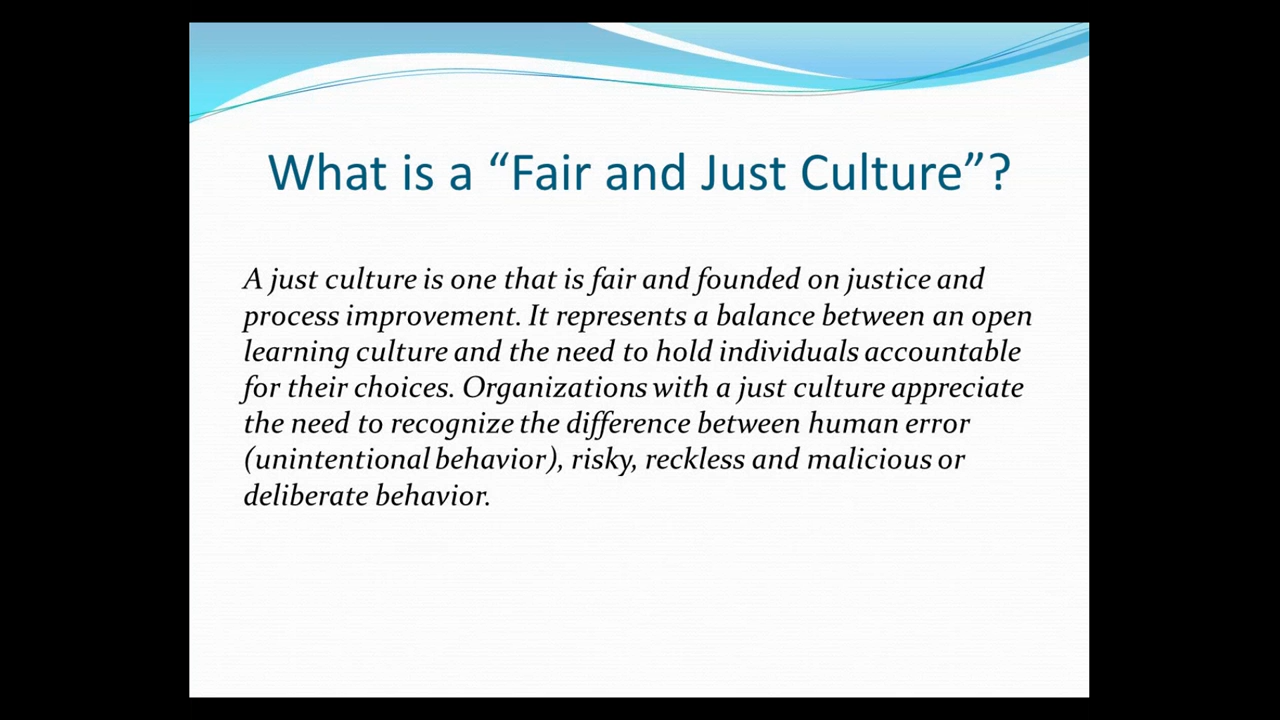 What is a “Fair and Just Culture”?
A just culture is one that is fair and founded on justice and
process improvement. It represents a balance between an open
learning culture and the need to hold individuals accountable
for their choices. Organizations with a just culture appreciate
the need to recognize the difference between human error
(unintentional behavior), risky, reckless and malicious or
deliberate behavior.